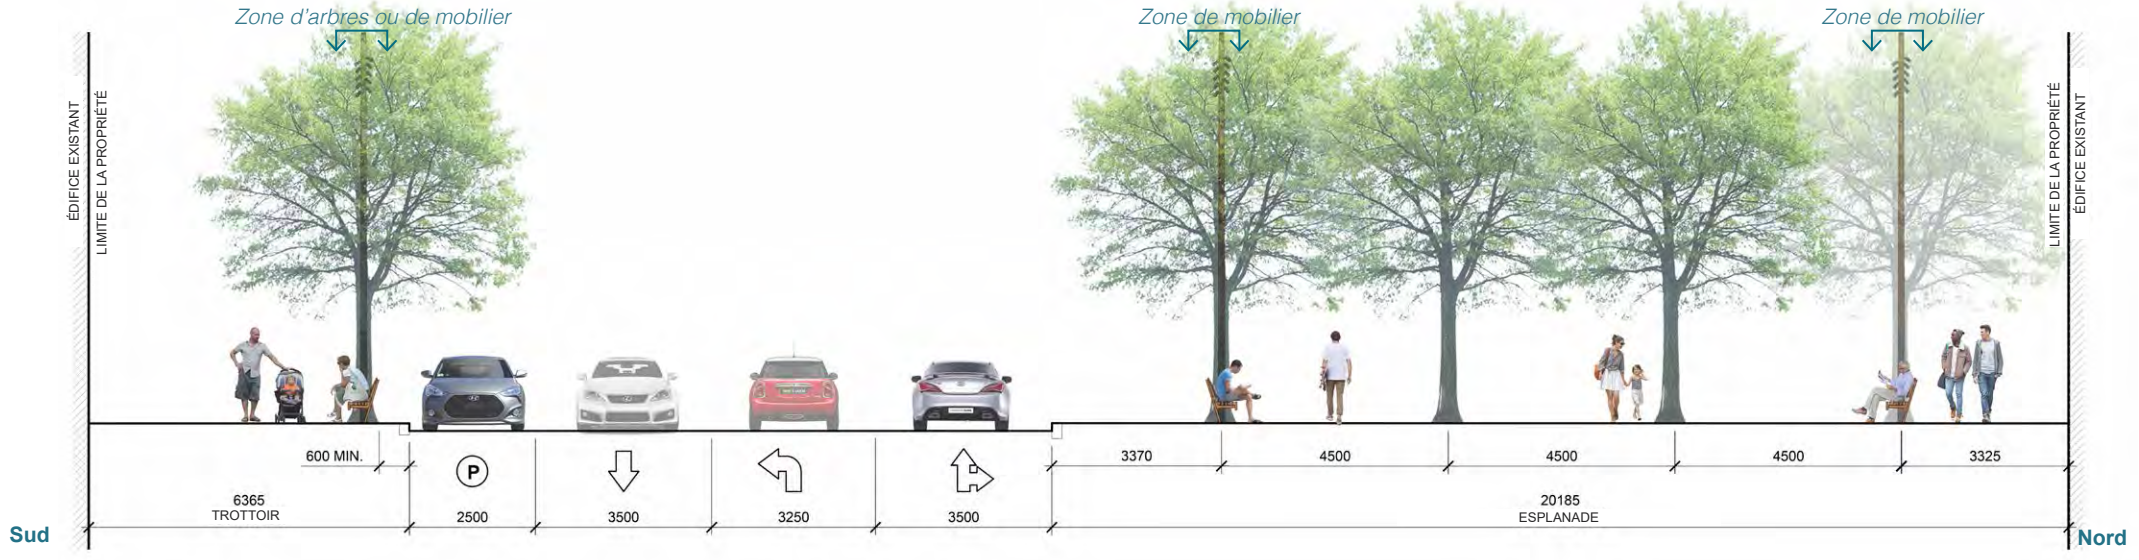 Zone d'arbres ou de mobilier
Zone de mobilier
Zone de mobilier
ÉDIFICE EXISTANT
LIMITE DE LA PROPRIÉTÉ
LIMITE DE LA PROPRIÉTÉ
ÉDIFICE EXISTANT
600 MIN.
P
3370
4500
4500
4500
3325
6365
TROTTOIR
2500
3500
3250
3500
20185
ESPLANADE
Sud
Nord